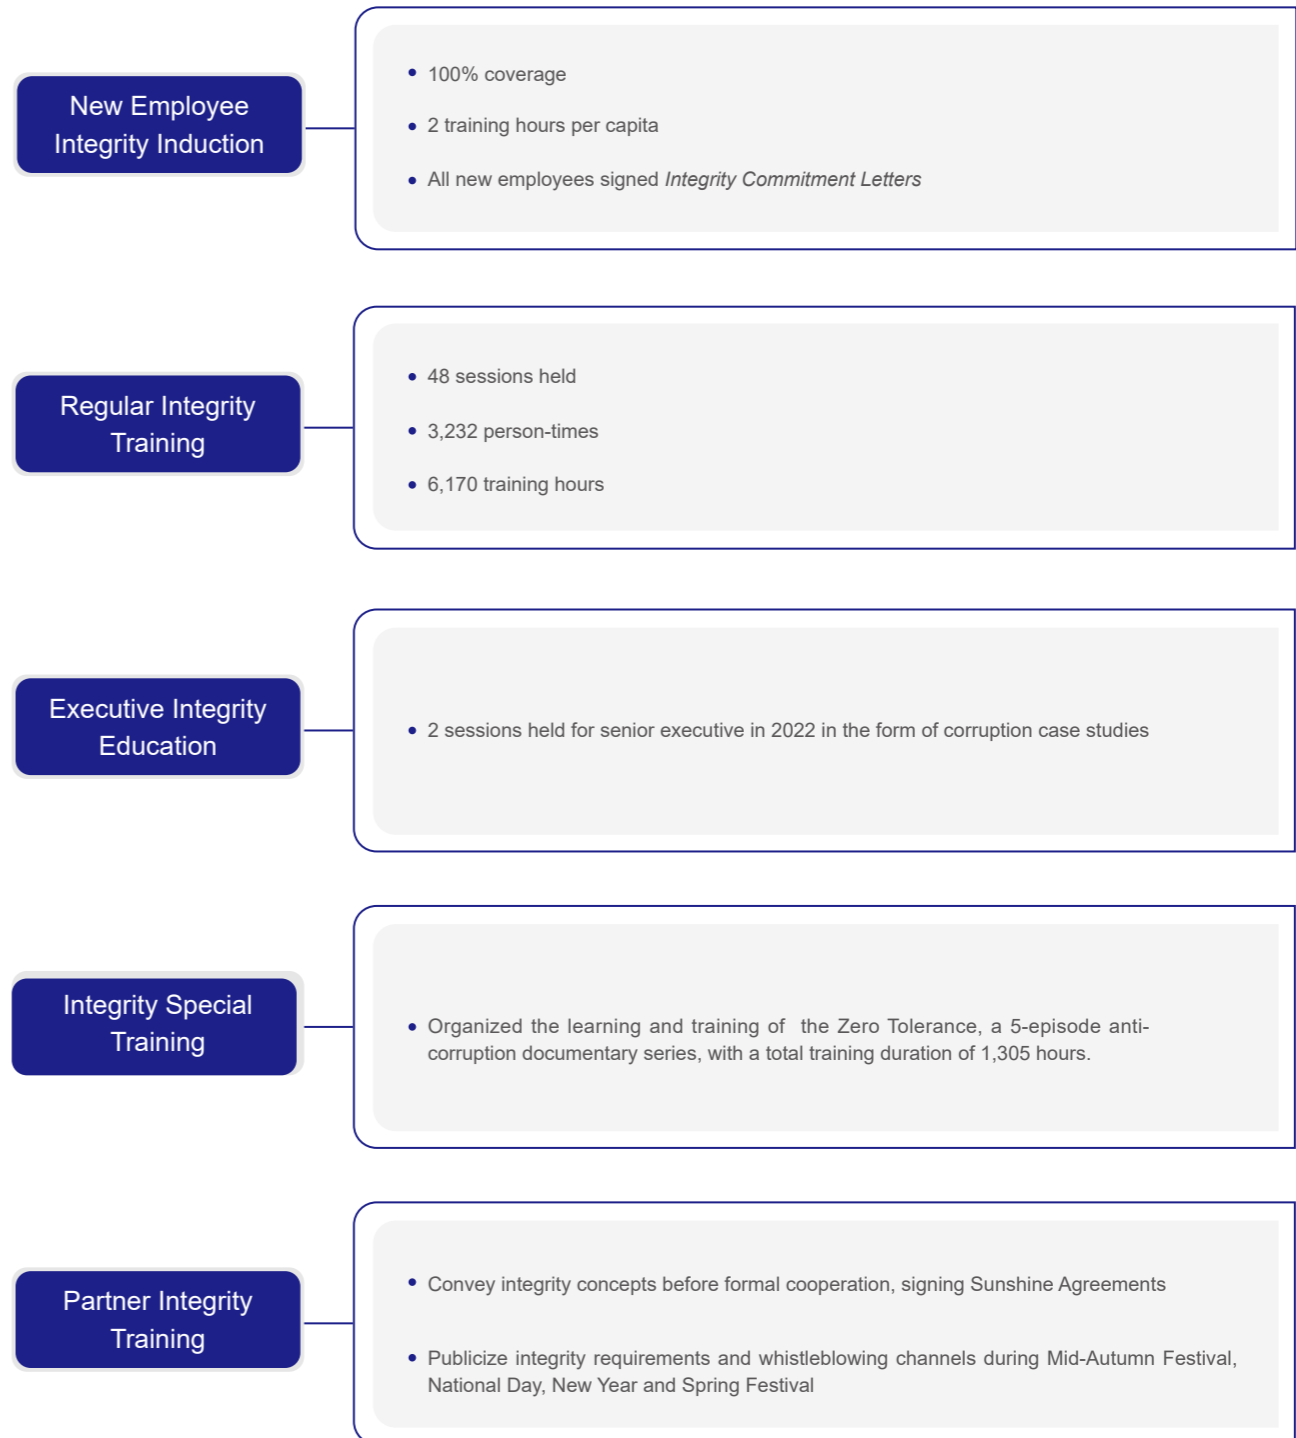 New Employee
Integrity Induction
• 100% coverage
• 2 training hours per capita
• All new employees signed Integrity Commitment Letters
Regular Integrity
Training
• 48 sessions held
• 3,232 person-times
• 6,170 training hours
Executive Integrity
Education
• 2 sessions held for senior executive in 2022 in the form of corruption case studies
Integrity Special
Training
• Organized the learning and training of the Zero Tolerance, a 5-episode anti-
corruption documentary series, with a total training duration of 1,305 hours.
Partner Integrity
Training
• Convey integrity concepts before formal cooperation, signing Sunshine Agreements
• Publicize integrity requirements and whistleblowing channels during Mid-Autumn Festival,
National Day, New Year and Spring Festival